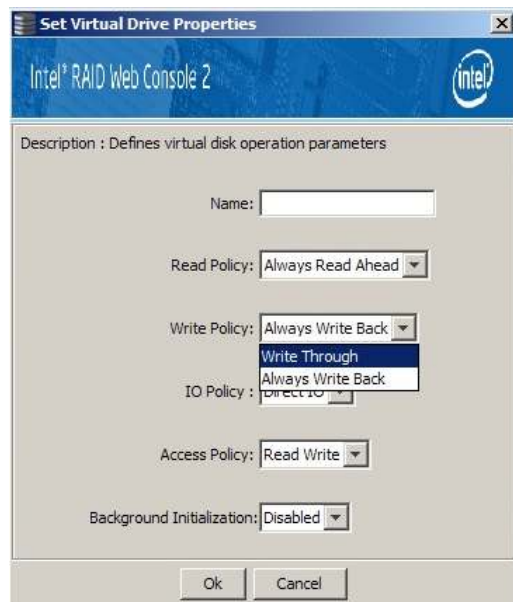 Set Virtual Drive Properties
Intel® RAID Web Console 2
intel
Description : Defines virtual disk operation parameters
Name:
Read Policy: Always Read Ahead
Write Policy: Always Write Back
Write Through
Always Write Back
IO Policy : Direct IO
Access Policy: Read Write
Background Initialization: Disabled
Ok Cancel